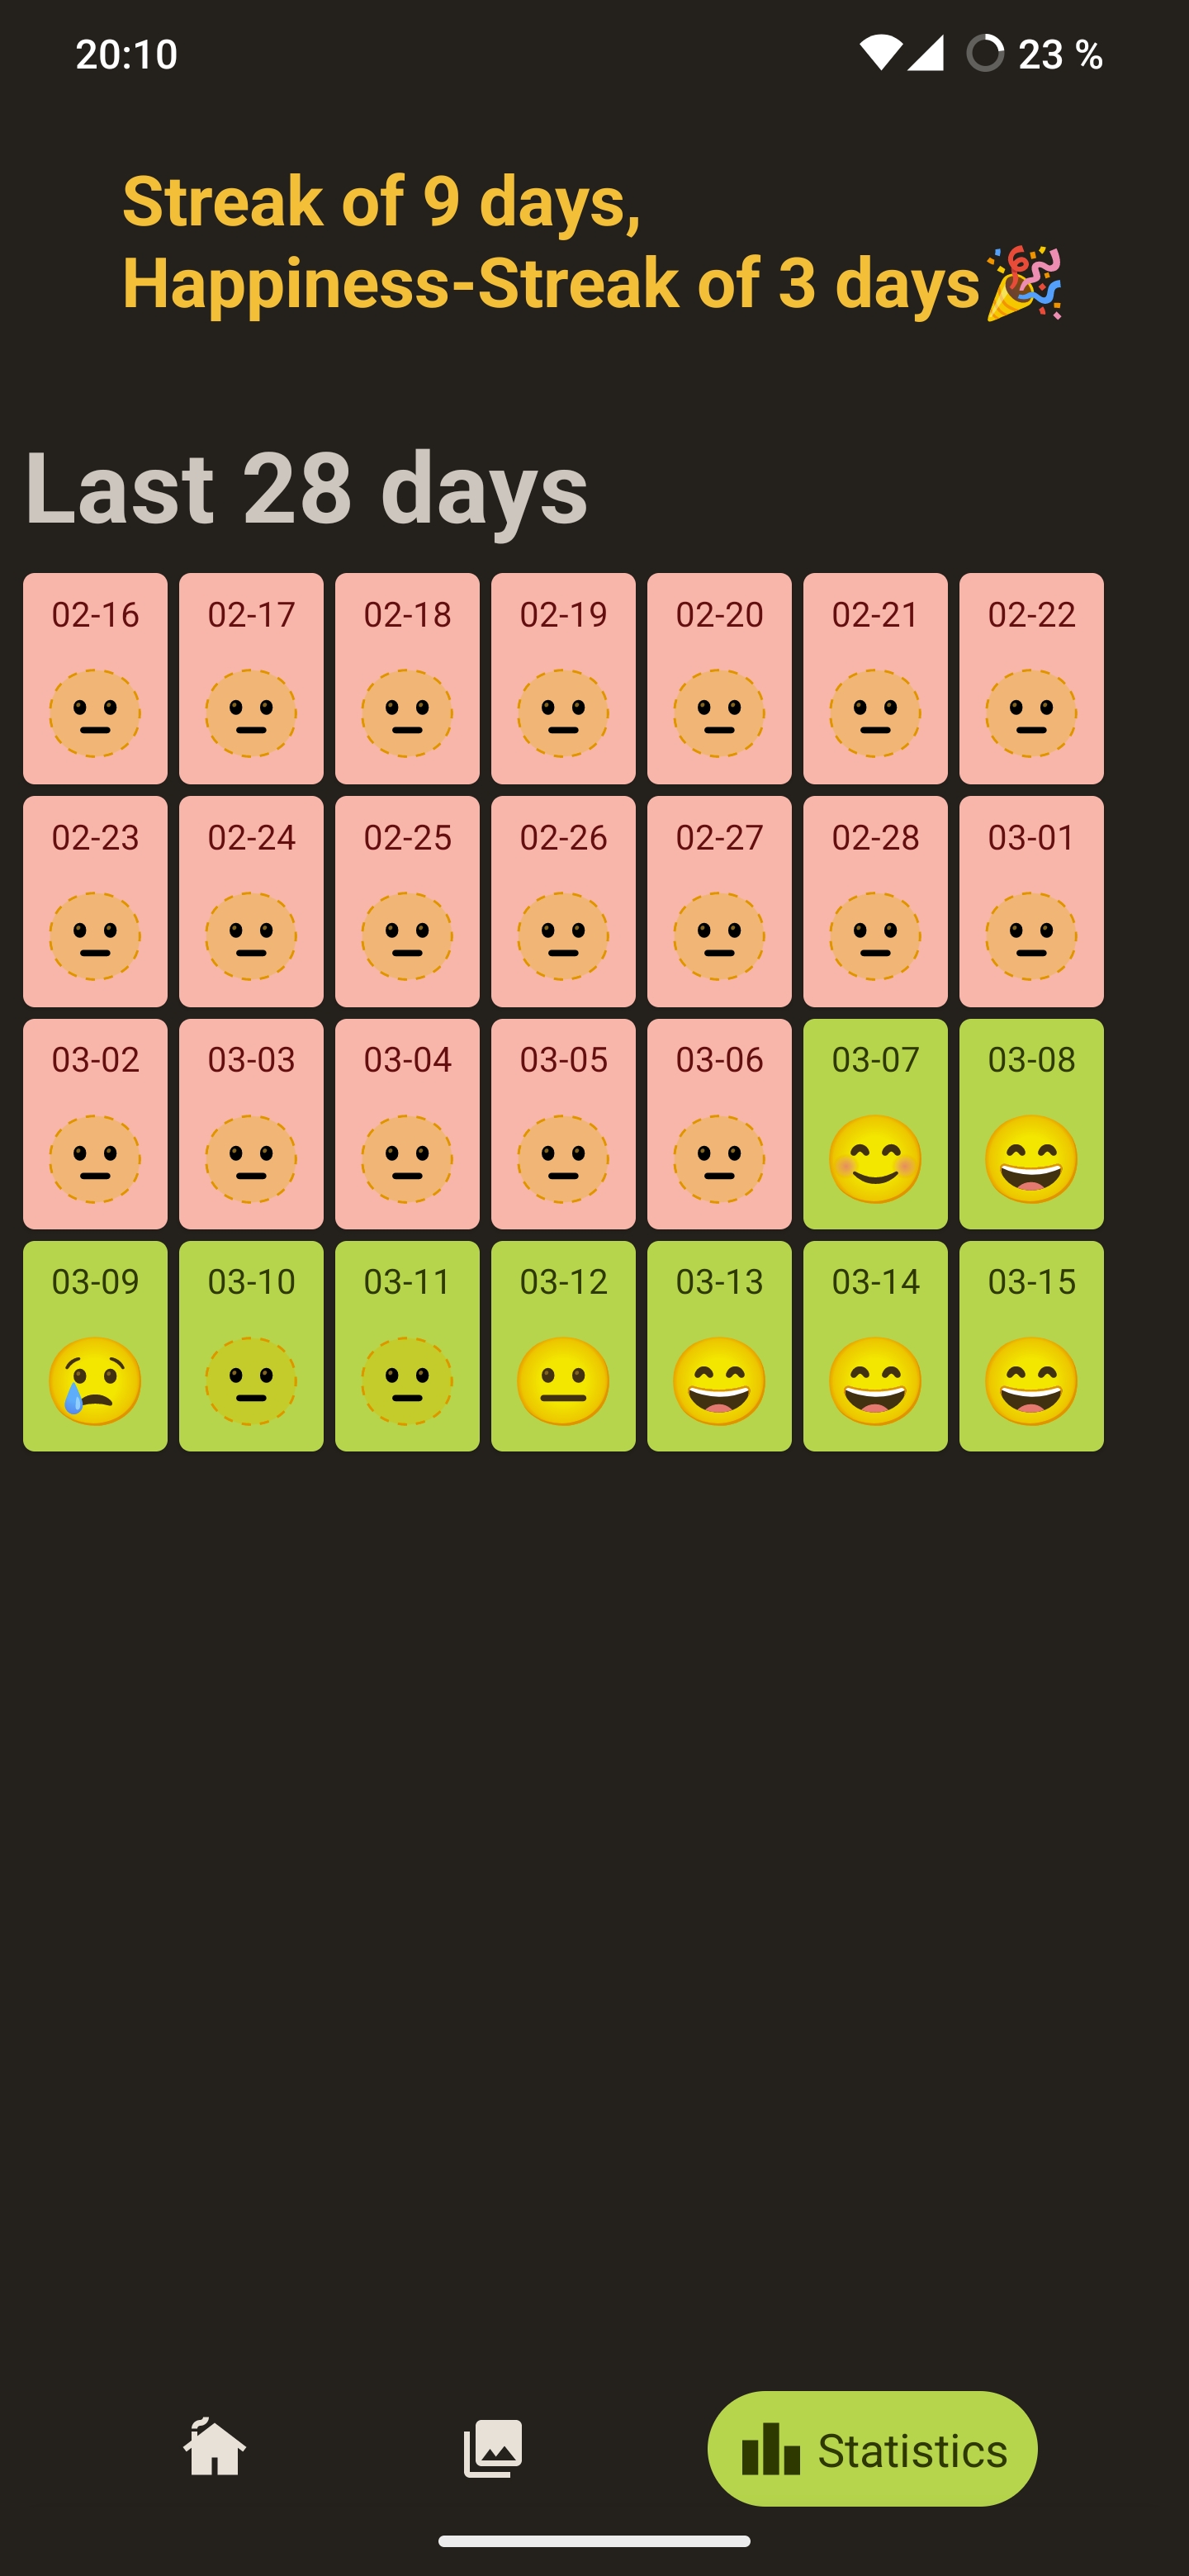 20:10 23 %
Streak of 9 days,
Happiness-Streak of 3 days🎉
Last 28 days
02-16 02-17 02-18 02-19 02-20 02-21 02-22
02-23 02-24 02-25 02-26 02-27 02-28 03-01
03-02 03-03 03-04 03-05 03-06 03-07 03-08
03-09 03-10 03-11 03-12 03-13 03-14 03-15
Statistics